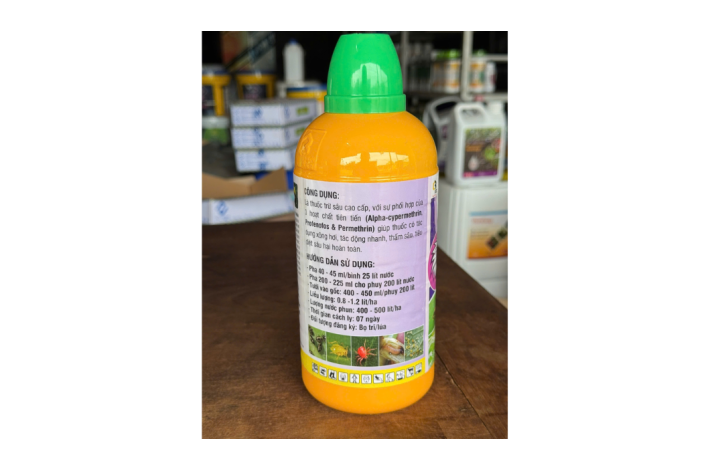 CÔNG DỤNG:
Là thuốc trừ sâu cao cấp, với sự phối hợp của
3 hoạt chất tiên tiến (Alpha-cypermethrin,
Profenofos & Permethrin) giúp thuốc có tác
dụng xông hơi, tác động nhanh, thấm sâu, tiêu
diệt sâu hại hoàn toàn.
HƯỚNG DẪN SỬ DỤNG:
- Pha 40 - 45 ml/bình 25 lít nước
- Pha 200 - 225 ml cho phuy 200 lít nước
- Tưới vào gốc: 400 - 450 ml/phuy 200 lít
- Liều lượng: 0.8 -1.2 lít/ha
- Lượng nước phun: 400 - 500 lít/ha
- Thời gian cách ly: 07 ngày
- Đối tượng đăng ký: Bọ trĩ/lúa